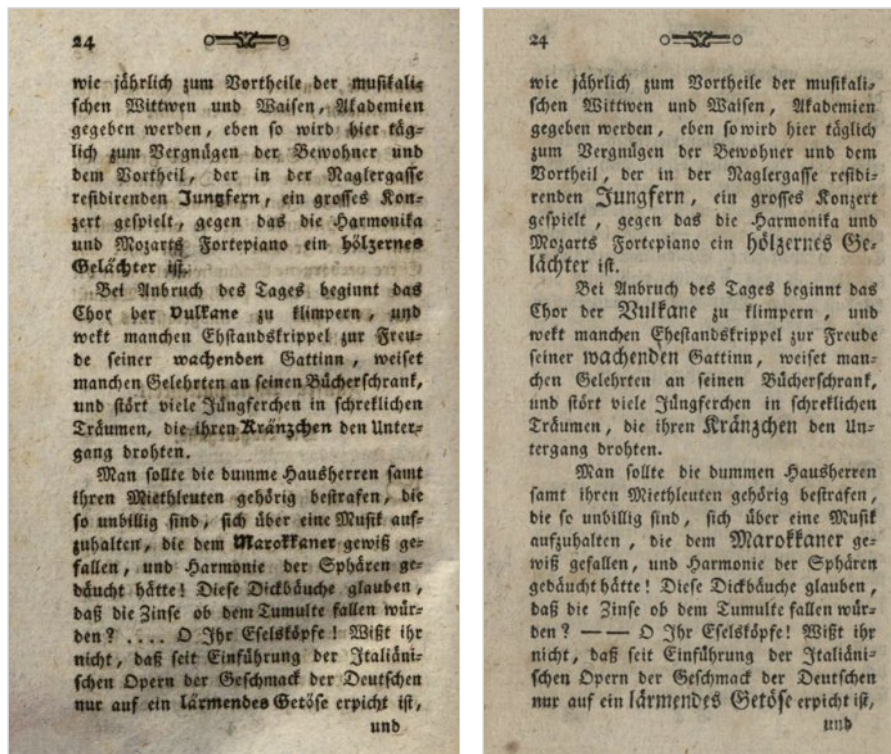 24
wie jährlich zum Vortheile der musikali-
schen Wittwen und Waisen, Akademien
gegeben werden, eben so wird hier täg-
lich zum Vergnügen der Bewohner und
dem Vortheil, der in der Naglergasse
residirenden Jungfern, ein grosses Kon-
zert gespielt, gegen das die Harmonika
und Mozarts Fortepiano ein hölzernes
Gelächter ist.
Bei Anbruch des Tages beginnt das
Chor der Vulkane zu klimpern, und
wekt manchen Ehstandskrippel zur Freu-
de seiner wachenden Gattinn, weiset
manchen Gelehrten an seinen Bücherschrank,
und stört viele Jüngferchen in schreklichen
Träumen, die ihren Kränzchen den Unter-
gang drohten.
Man sollte die dumme Hausherren samt
ihren Miethleuten gehörig bestrafen, die
so unbillig sind, sich über eine Musik auf-
zuhalten, die dem Marokkaner gewiß ge-
fallen, und Harmonie der Sphären ge-
däucht hätte! Diese Dickbäuche glauben,
daß die Zinse ob dem Tumulte fallen wür-
den? .... O Ihr Eselsköpfe! Wißt ihr
nicht, daß seit Einführung der Italiäni-
schen Opern der Geschmack der Deutschen
nur auf ein lärmendes Getöse erpicht ist,
und
24
wie jährlich zum Vortheile der musikali-
schen Wittwen und Waisen, Akademien
gegeben werden, eben sowird hier täglich
zum Vergnügen der Bewohner und dem
Vortheil, der in der Naglergasse residi-
renden Jungfern, ein grosses Konzert
gespielt, gegen das die Harmonika und
Mozarts Fortepiano ein hölzernes Ge-
lächter ist.
Bei Anbruch des Tages beginnt das
Chor der Vulkane zu klimpern, und
wekt manchen Ehestandskrippel zur Freude
seiner wachenden Gattinn, weiset man-
chen Gelehrten an seinen Bücherschrank,
und stört viele Jüngferchen in schreklichen
Träumen, die ihren Kränzchen den Un-
tergang drohten.
Man sollte die dummen Hausherren
samt ihren Miethleuten gehörig bestrafen,
die so unbillig sind, sich über eine Musik
aufzuhalten, die dem Marokkaner ge-
wiß gefallen, und Harmonie der Sphären
gedäucht hätte! Diese Dickbäuche glauben,
daß die Zinse ob dem Tumulte fallen wür-
den? — — O Ihr Eselsköpfe! Wißt ihr
nicht, daß seit Einführung der Italiäni-
schen Opern der Geschmack der Deutschen
nur auf ein lärmendes Getöse erpicht ist,
und